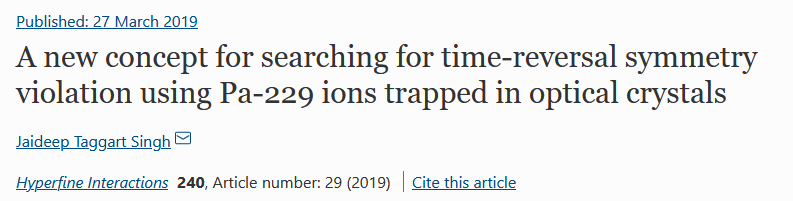 Published: 27 March 2019
A new concept for searching for time-reversal symmetry
violation using Pa-229 ions trapped in optical crystals
Jaideep Taggart Singh
Hyperfine Interactions 240, Article number: 29 (2019) Cite this article